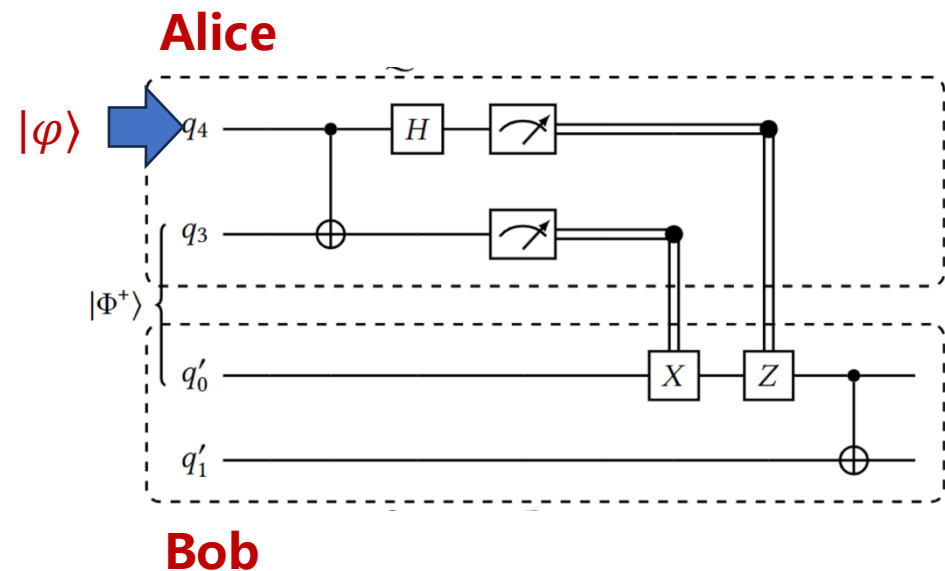 Alice
|φ⟩
q₄
H
q₃
|Φ⁺⟩
q′₀
X
Z
q′₁
Bob